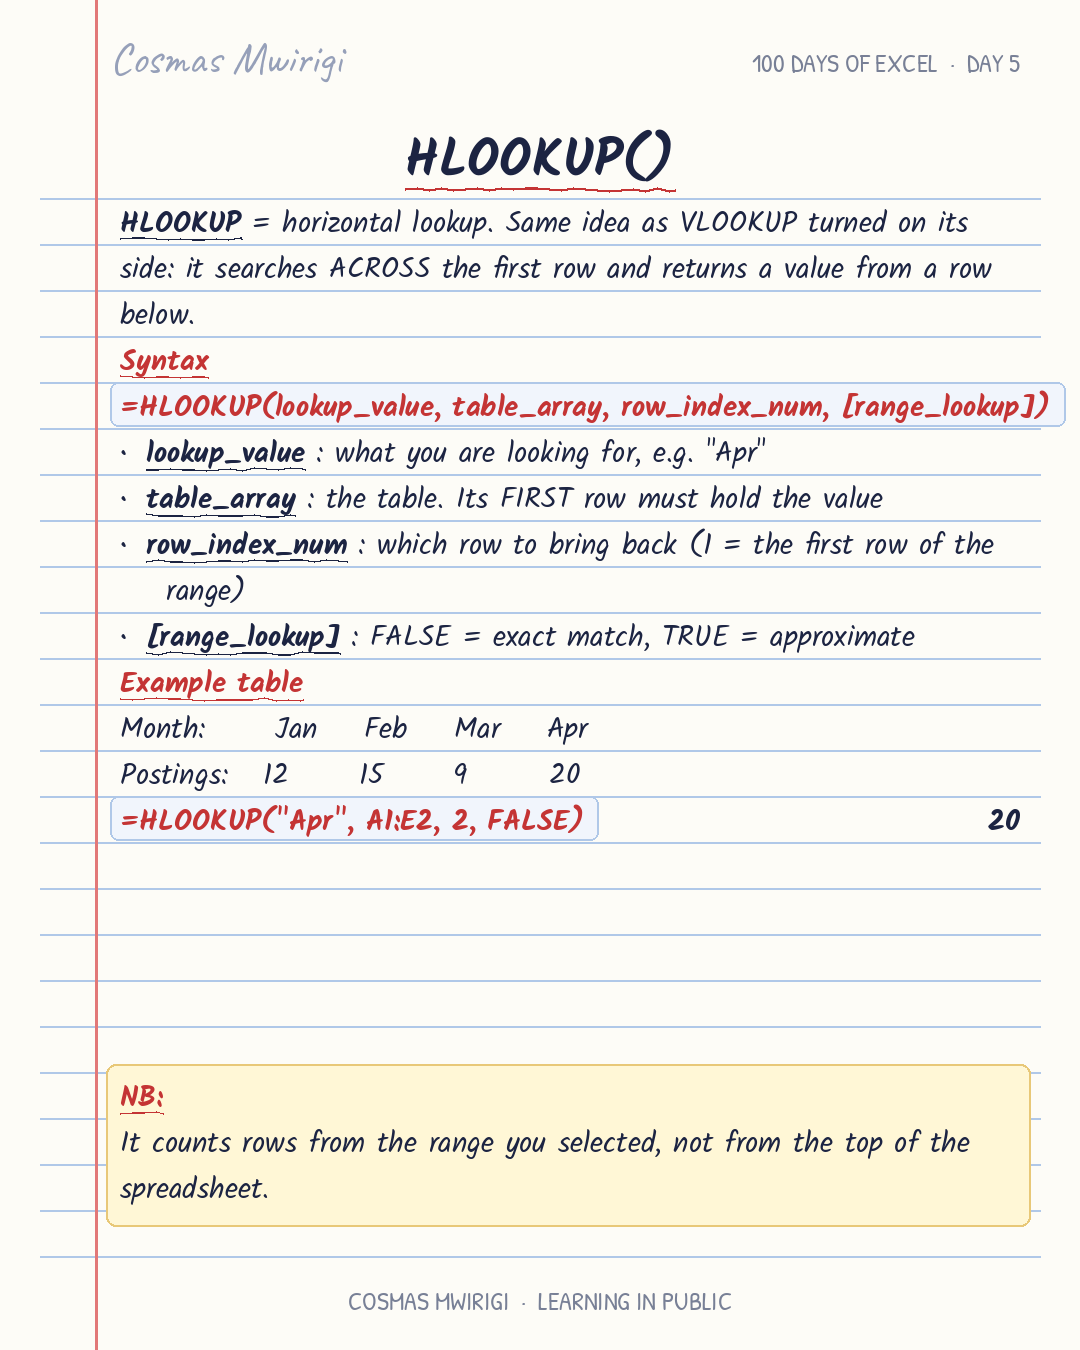 Cosmas Mwirigi
100 DAYS OF EXCEL · DAY 5
HLOOKUP()
HLOOKUP = horizontal lookup. Same idea as VLOOKUP turned on its
side: it searches ACROSS the first row and returns a value from a row
below.
Syntax
=HLOOKUP(lookup_value, table_array, row_index_num, [range_lookup])
· lookup_value : what you are looking for, e.g. "Apr"
· table_array : the table. Its FIRST row must hold the value
· row_index_num : which row to bring back (1 = the first row of the
range)
· [range_lookup] : FALSE = exact match, TRUE = approximate
Example table
Month: Jan Feb Mar Apr
Postings: 12 15 9 20
=HLOOKUP("Apr", A1:E2, 2, FALSE) 20
NB:
It counts rows from the range you selected, not from the top of the
spreadsheet.
COSMAS MWIRIGI · LEARNING IN PUBLIC